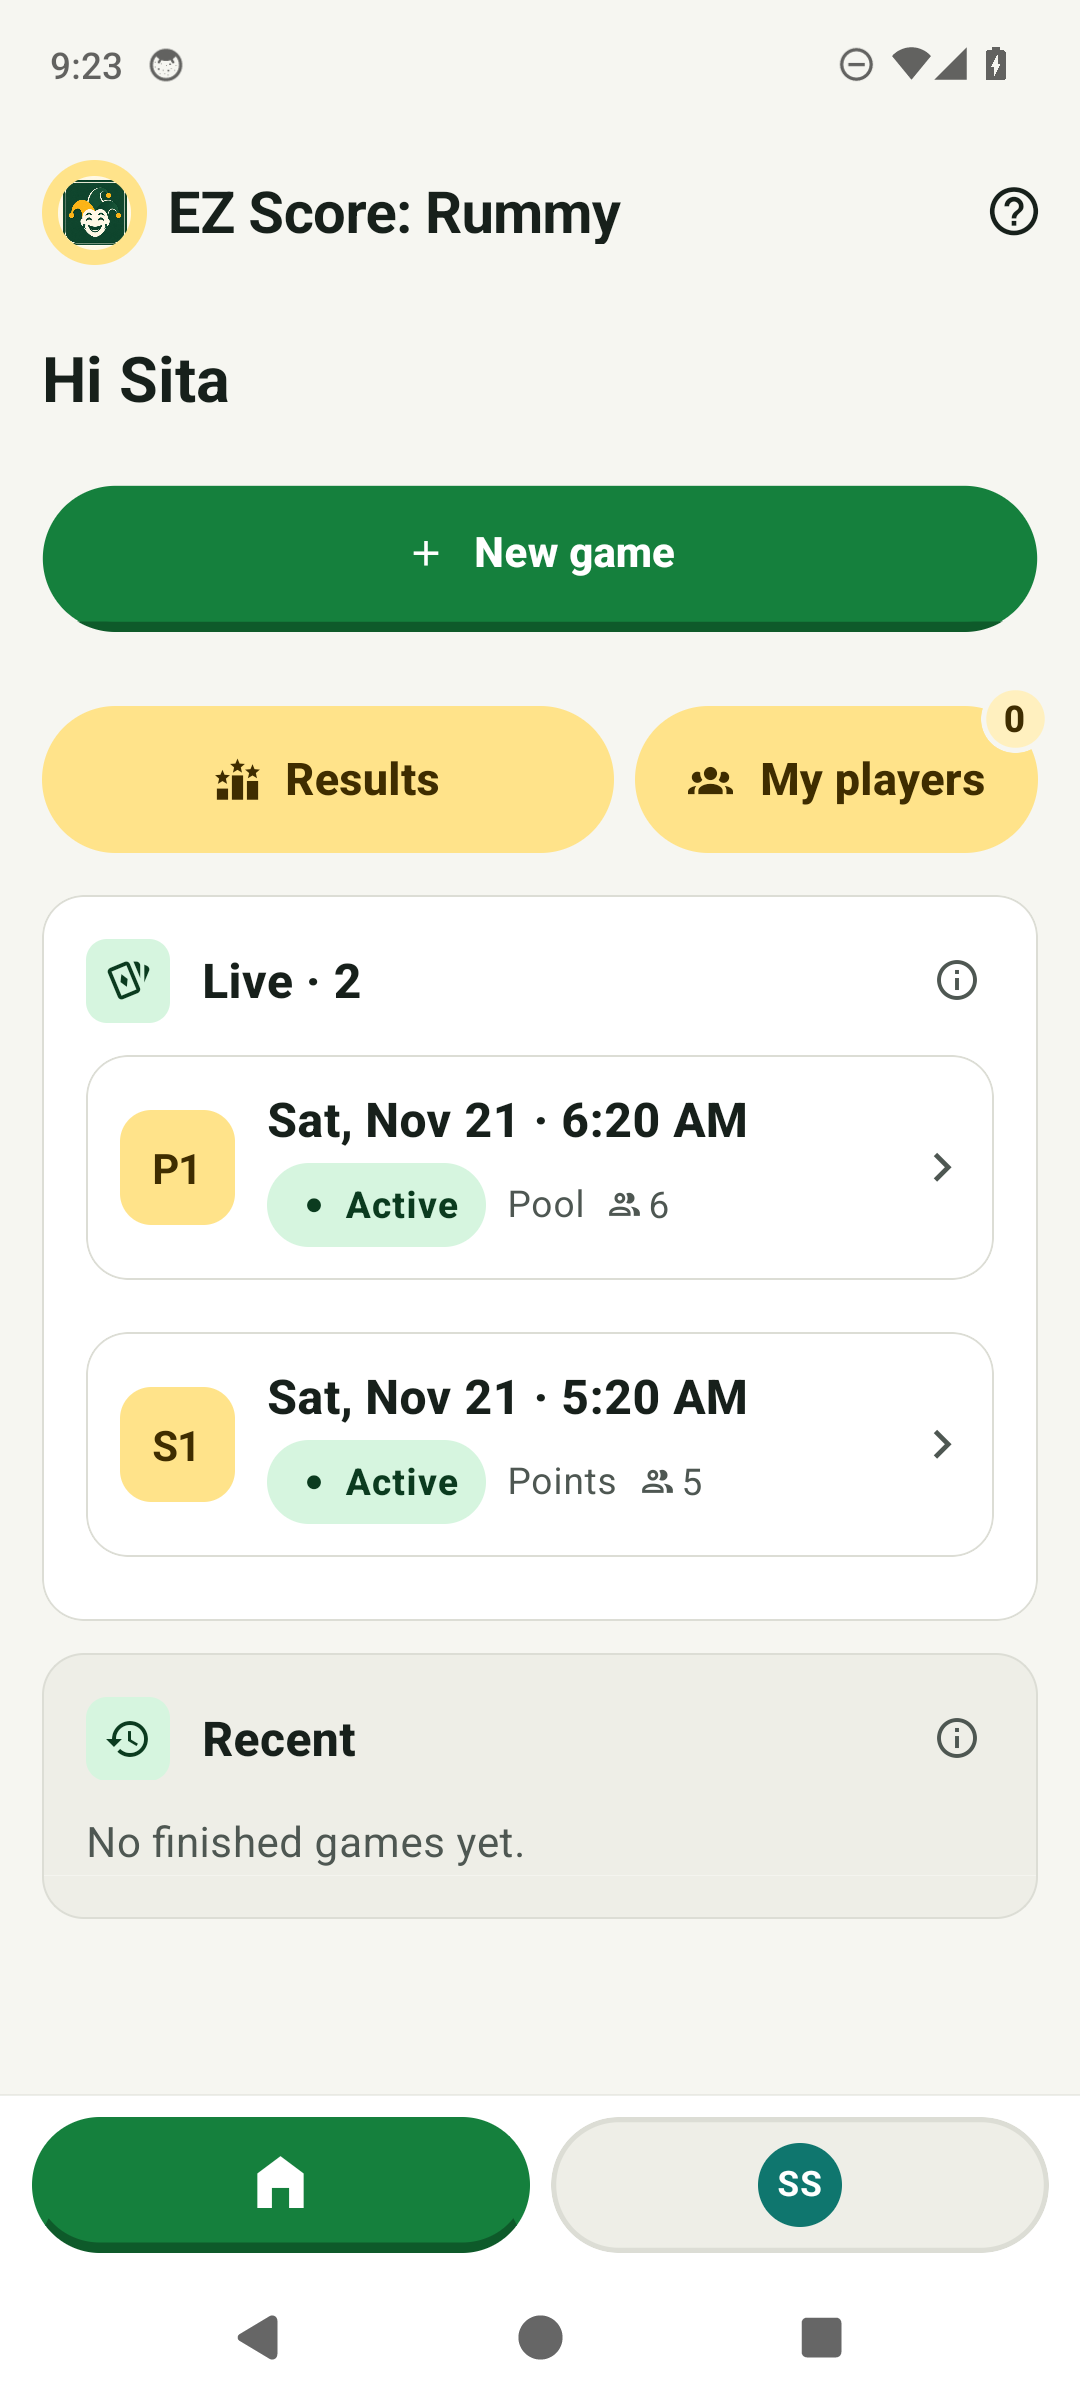 9:23
EZ Score: Rummy
Hi Sita
+ New game
0
Results
My players
Live · 2
Sat, Nov 21 · 6:20 AM
P1
• Active Pool 6
Sat, Nov 21 · 5:20 AM
S1
• Active Points 5
Recent
No finished games yet.
SS